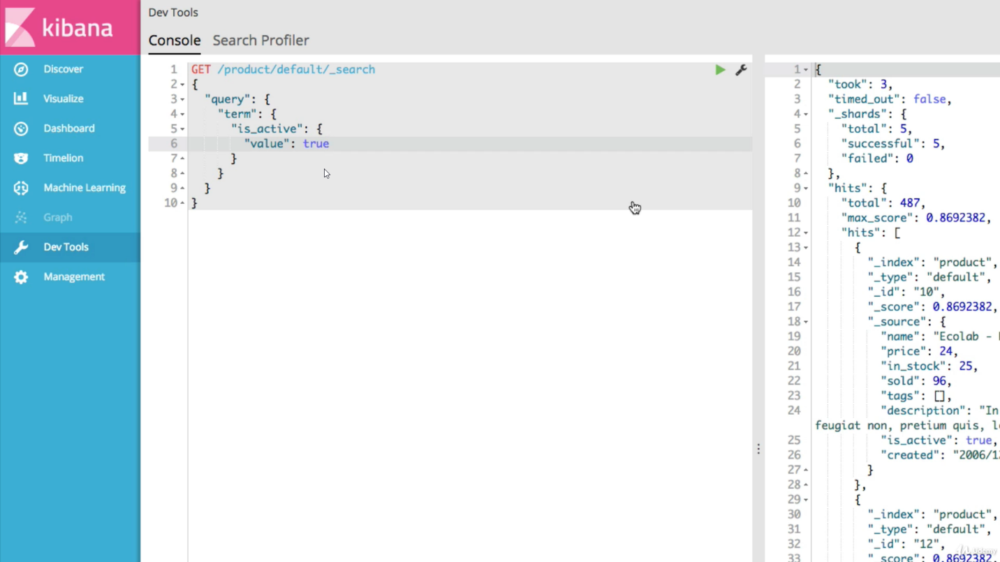 kibana
Discover
Visualize
Dashboard
Timelion
Machine Learning
Graph
Dev Tools
Management
Dev Tools
Console Search Profiler
1 GET /product/default/_search
2 {
3 "query": {
4 "term": {
5 "is_active": {
6 "value": true
7 }
8 }
9 }
10 }
1 {
2 "took": 3,
3 "timed_out": false,
4 "_shards": {
5 "total": 5,
6 "successful": 5,
7 "failed": 0
8 },
9 "hits": {
10 "total": 487,
11 "max_score": 0.8692382,
12 "hits": [
13 {
14 "_index": "product",
15 "_type": "default",
16 "_id": "10",
17 "_score": 0.8692382,
18 "_source": {
19 "name": "Ecolab -
20 "price": 24,
21 "in_stock": 25,
22 "sold": 96,
23 "tags": [],
24 "description": "In
feugiat non, pretium quis,
25 "is_active": true,
26 "created": "2006/12
27 }
28 },
29 {
30 "_index": "product",
31 "_type": "default",
32 "_id": "12",
33 "_score": 0.8692382,
Udemy